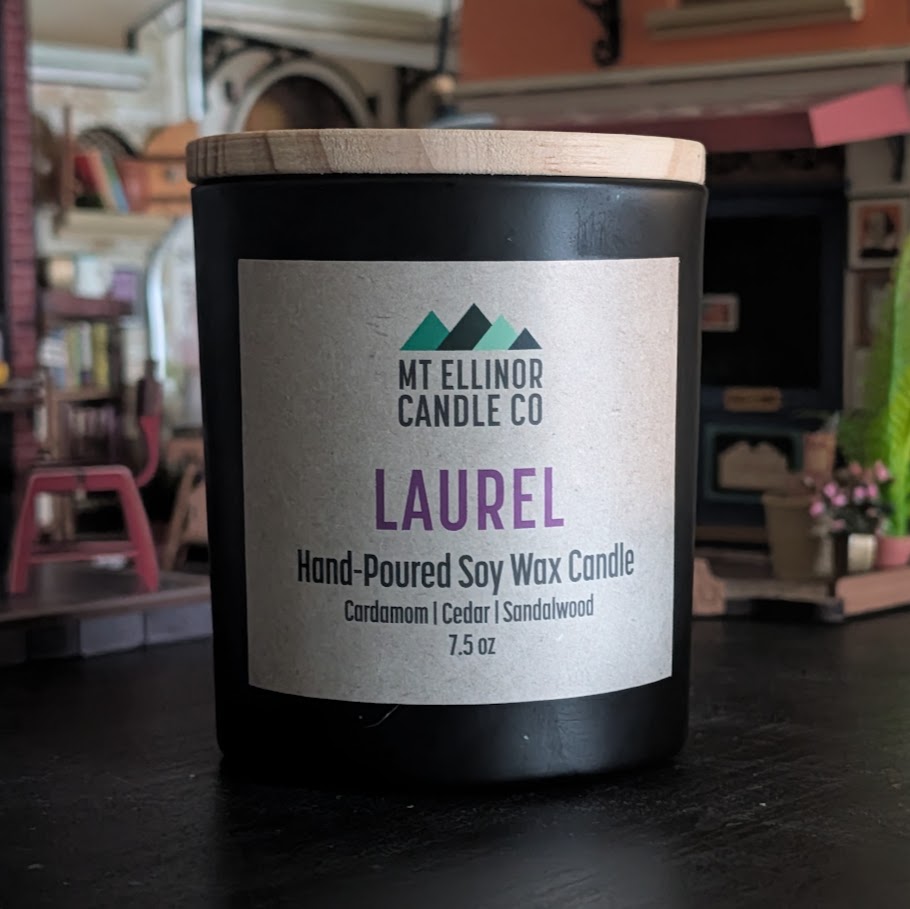 MT ELLINOR
CANDLE CO
LAUREL
Hand-Poured Soy Wax Candle
Cardamom | Cedar | Sandalwood
7.5 oz